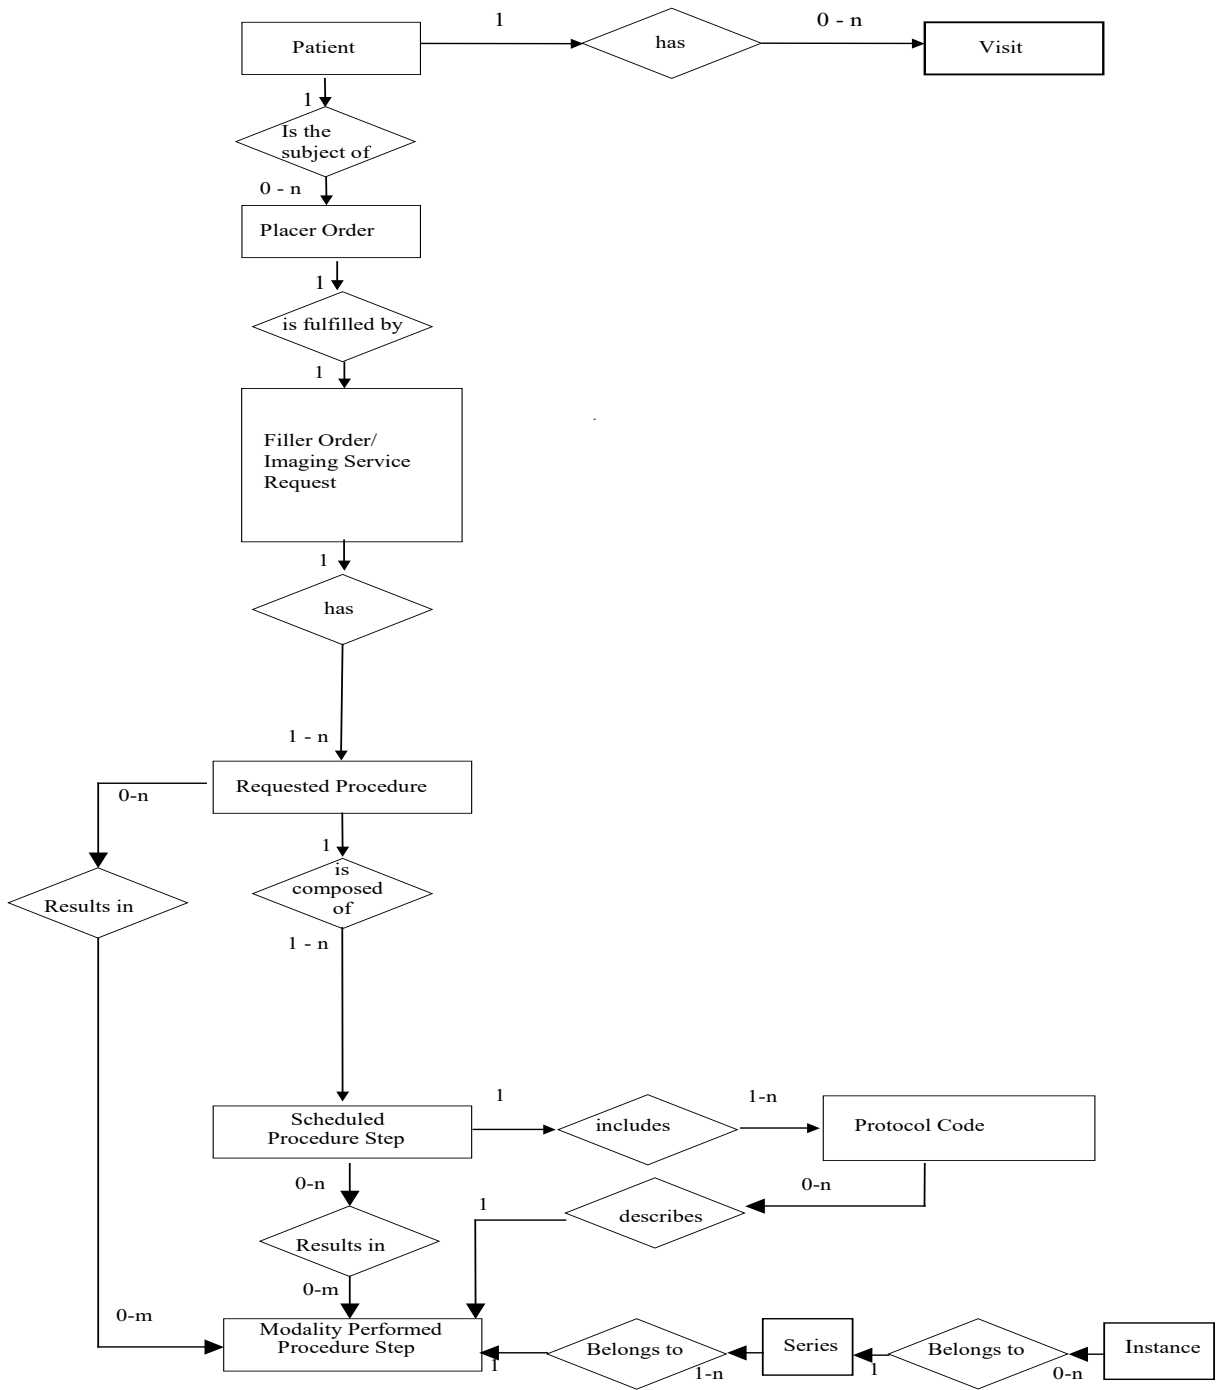 1
0 - n
Patient
has
Visit
1
Is the
subject of
0 - n
Placer Order
1
is fulfilled by
1
Filler Order/
Imaging Service
Request
1
has
1 - n
Requested Procedure
0-n
1
is
composed
of
Results in
1 - n
1
1-n
Scheduled
Procedure Step
includes
Protocol Code
0-n
0-n
1
describes
Results in
0-m
0-m
Modality Performed
Procedure Step
1
Belongs to
1-n
Series
1
Belongs to
0-n
Instance